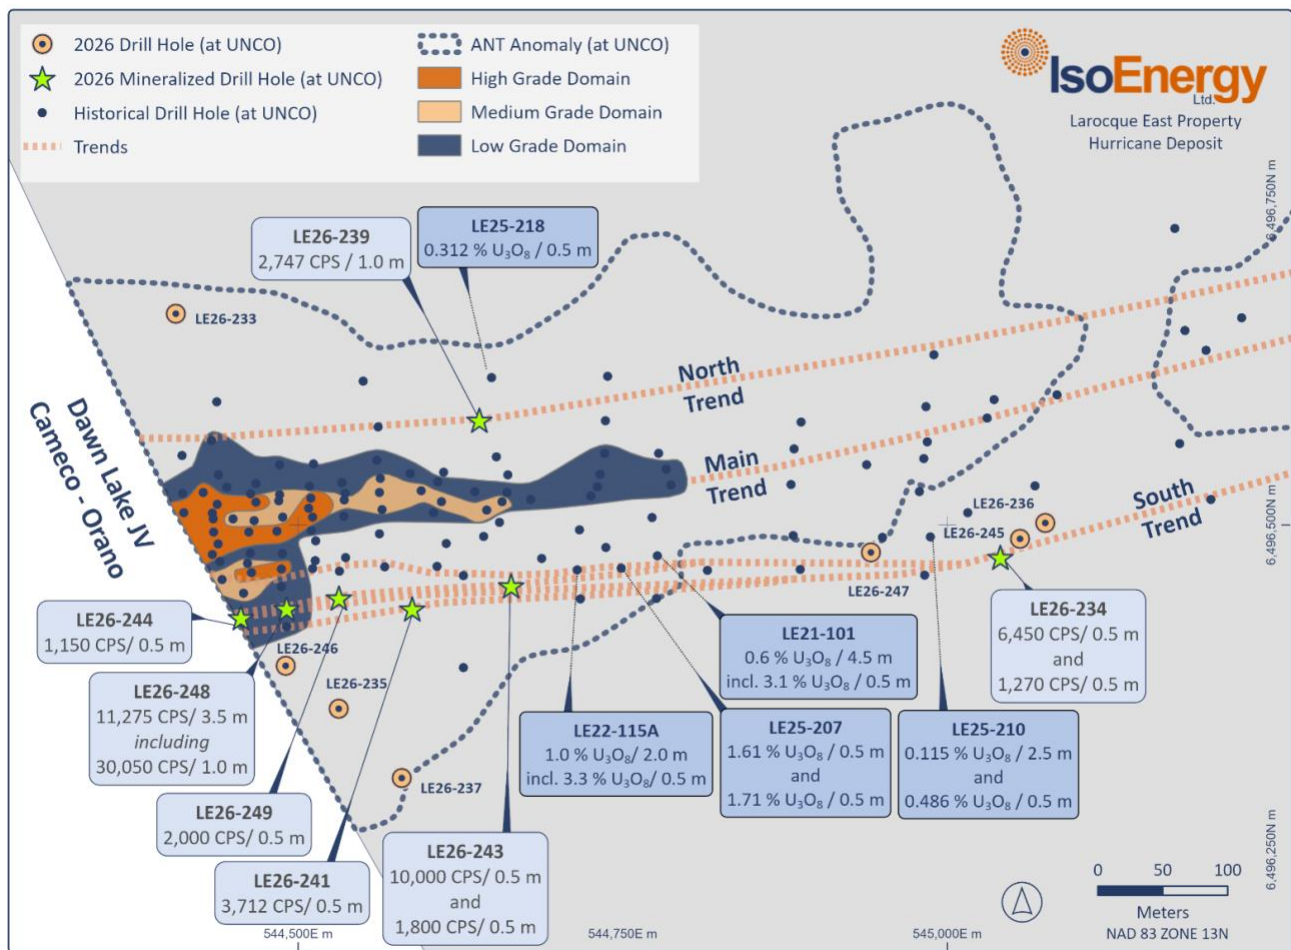 2026 Drill Hole (at UNCO)
2026 Mineralized Drill Hole (at UNCO)
Historical Drill Hole (at UNCO)
Trends
ANT Anomaly (at UNCO)
High Grade Domain
Medium Grade Domain
Low Grade Domain
IsoEnergy
Ltd.
Larocque East Property
Hurricane Deposit
6,496,750N m
LE26-239
2,747 CPS / 1.0 m
LE25-218
0.312 % U₃O₈ / 0.5 m
LE26-233
North
Trend
Main
Trend
South
Trend
Dawn Lake JV
Cameco - Orano
LE26-236
LE26-245
LE26-247
6,496,500N m
LE26-244
1,150 CPS/ 0.5 m
LE26-246
LE26-235
LE26-237
LE26-248
11,275 CPS/ 3.5 m
including
30,050 CPS/ 1.0 m
LE26-249
2,000 CPS/ 0.5 m
LE26-241
3,712 CPS/ 0.5 m
LE26-243
10,000 CPS/ 0.5 m
and
1,800 CPS/ 0.5 m
LE22-115A
1.0 % U₃O₈/ 2.0 m
incl. 3.3 % U₃O₈/ 0.5 m
LE21-101
0.6 % U₃O₈ / 4.5 m
incl. 3.1 % U₃O₈ / 0.5 m
LE25-207
1.61 % U₃O₈ / 0.5 m
and
1.71 % U₃O₈ / 0.5 m
LE25-210
0.115 % U₃O₈ / 2.5 m
and
0.486 % U₃O₈ / 0.5 m
LE26-234
6,450 CPS/ 0.5 m
and
1,270 CPS/ 0.5 m
6,496,250N m
0 50 100
Meters
NAD 83 ZONE 13N
544,500E m
544,750E m
545,000E m